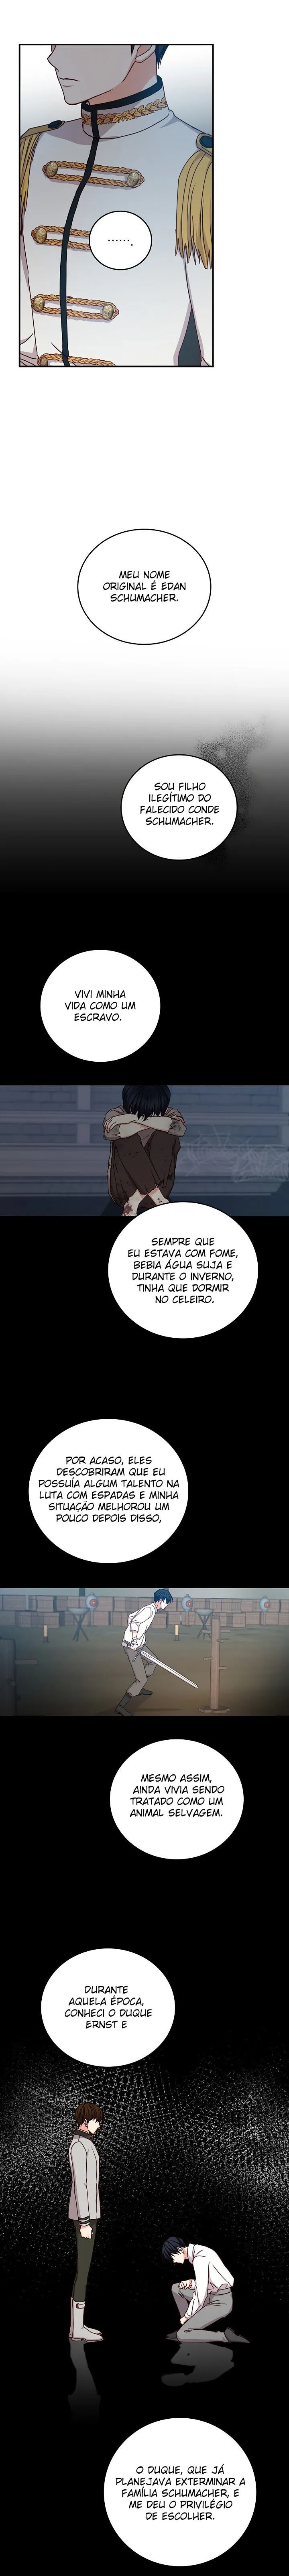 .......
MEU NOME
ORIGINAL É EDAN
SCHUMACHER.
SOU FILHO
ILEGÍTIMO DO
FALECIDO CONDE
SCHUMACHER.
VIVI MINHA
VIDA COMO UM
ESCRAVO.
SEMPRE QUE
EU ESTAVA COM FOME,
BEBIA ÁGUA SUJA E
DURANTE O INVERNO,
TINHA QUE DORMIR
NO CELEIRO.
POR ACASO, ELES
DESCOBRIRAM QUE EU
POSSUÍA ALGUM TALENTO NA
LUTA COM ESPADAS E MINHA
SITUAÇÃO MELHOROU UM
POUCO DEPOIS DISSO,
MESMO ASSIM,
AINDA VIVIA SENDO
TRATADO COMO UM
ANIMAL SELVAGEM.
DURANTE
AQUELA ÉPOCA,
CONHECI O DUQUE
ERNST E
O DUQUE, QUE JÁ
PLANEJAVA EXTERMINAR A
FAMÍLIA SCHUMACHER, E
ME DEU O PRIVILÉGIO
DE ESCOLHER.